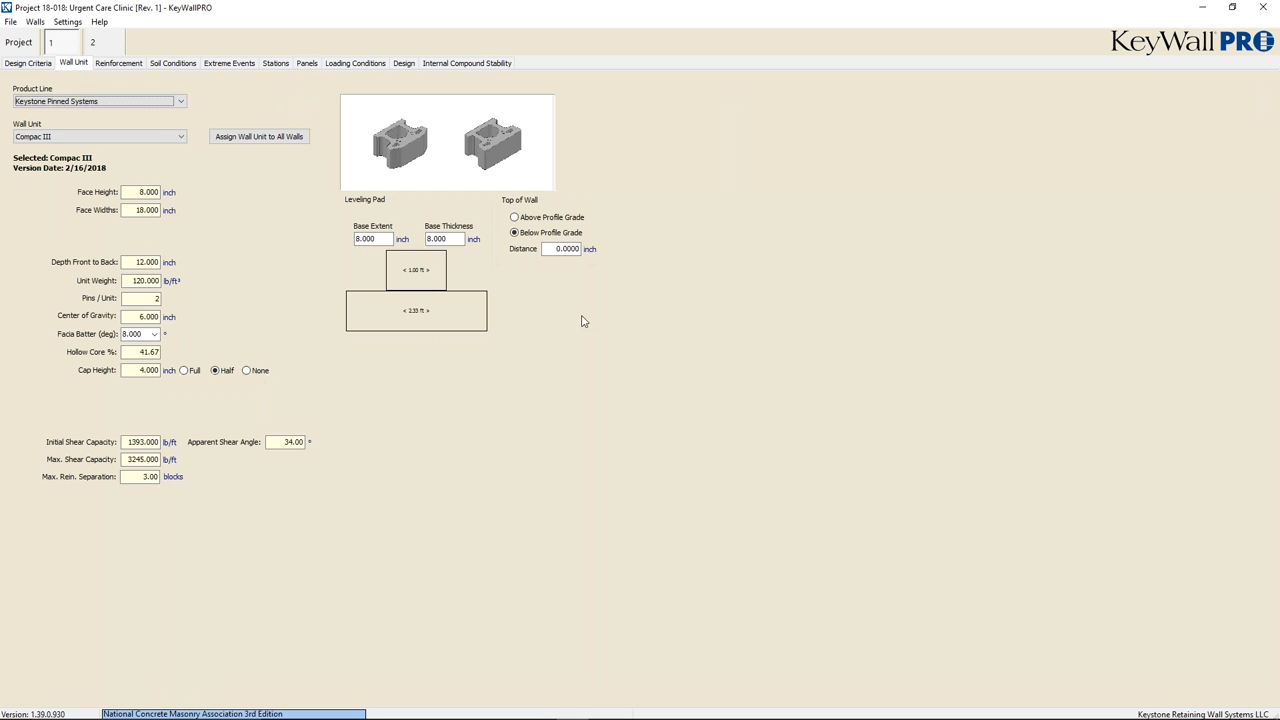 Project 18-018: Urgent Care Clinic [Rev. 1] - KeyWallPRO
File Walls Settings Help
Project 1 2
KeyWall PRO
Design Criteria Wall Unit Reinforcement Soil Conditions Extreme Events Stations Panels Loading Conditions Design Internal Compound Stability
Product Line
Keystone Pinned Systems
Wall Unit
Compac III
Assign Wall Unit to All Walls
Selected: Compac III
Version Date: 2/16/2018
Face Height: 8.000 inch
Face Widths: 18.000 inch
Depth Front to Back: 12.000 inch
Unit Weight: 120.000 lb/ft³
Pins / Unit: 2
Center of Gravity: 6.000 inch
Facia Batter (deg): 8.000 °
Hollow Core %: 41.67
Cap Height: 4.000 inch Full Half None
Initial Shear Capacity: 1393.000 lb/ft Apparent Shear Angle: 34.00 °
Max. Shear Capacity: 3245.000 lb/ft
Max. Rein. Separation: 3.00 blocks
Leveling Pad
Base Extent Base Thickness
8.000 inch 8.000 inch
< 1.00 ft >
< 2.33 ft >
Top of Wall
Above Profile Grade
Below Profile Grade
Distance 0.0000 inch
Version: 1.39.0.930 National Concrete Masonry Association 3rd Edition Keystone Retaining Wall Systems LLC